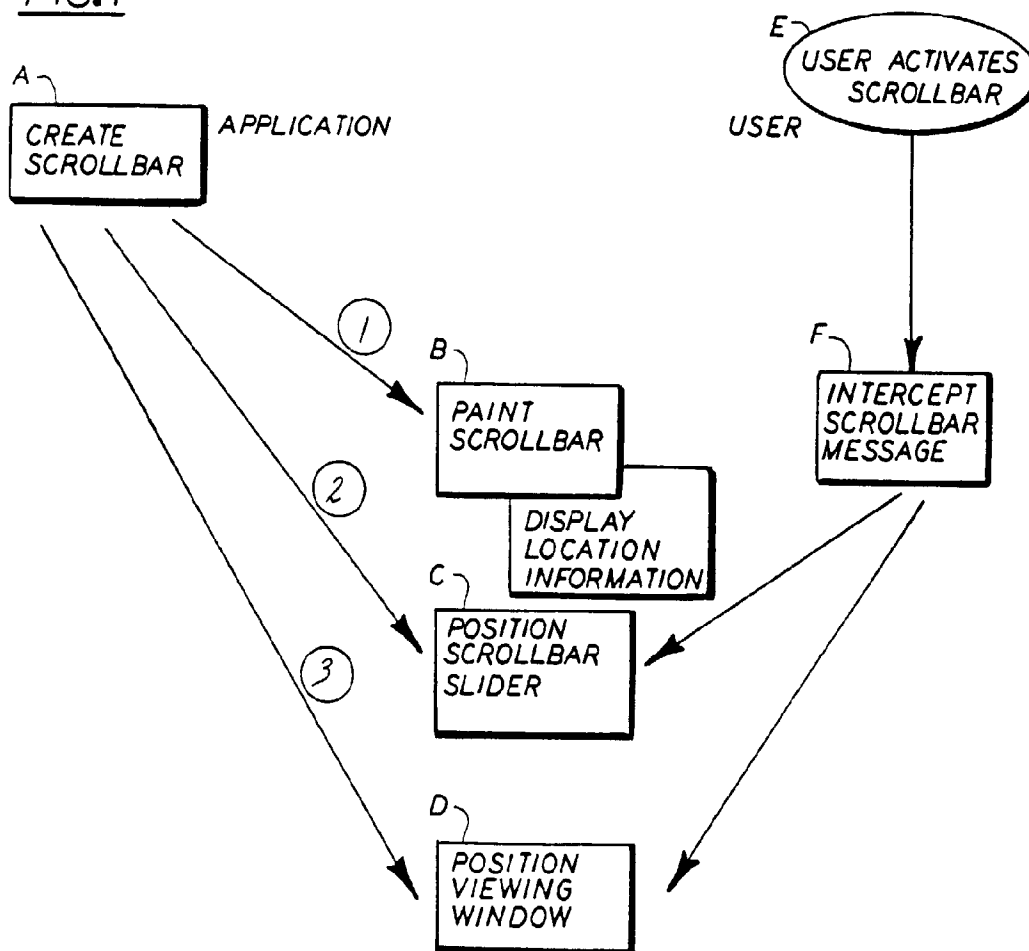 E
USER ACTIVATES
SCROLLBAR
A
CREATE
SCROLLBAR
APPLICATION
USER
1
B
PAINT
SCROLLBAR
F
INTERCEPT
SCROLLBAR
MESSAGE
2
DISPLAY
LOCATION
INFORMATION
C
POSITION
SCROLLBAR
SLIDER
3
D
POSITION
VIEWING
WINDOW